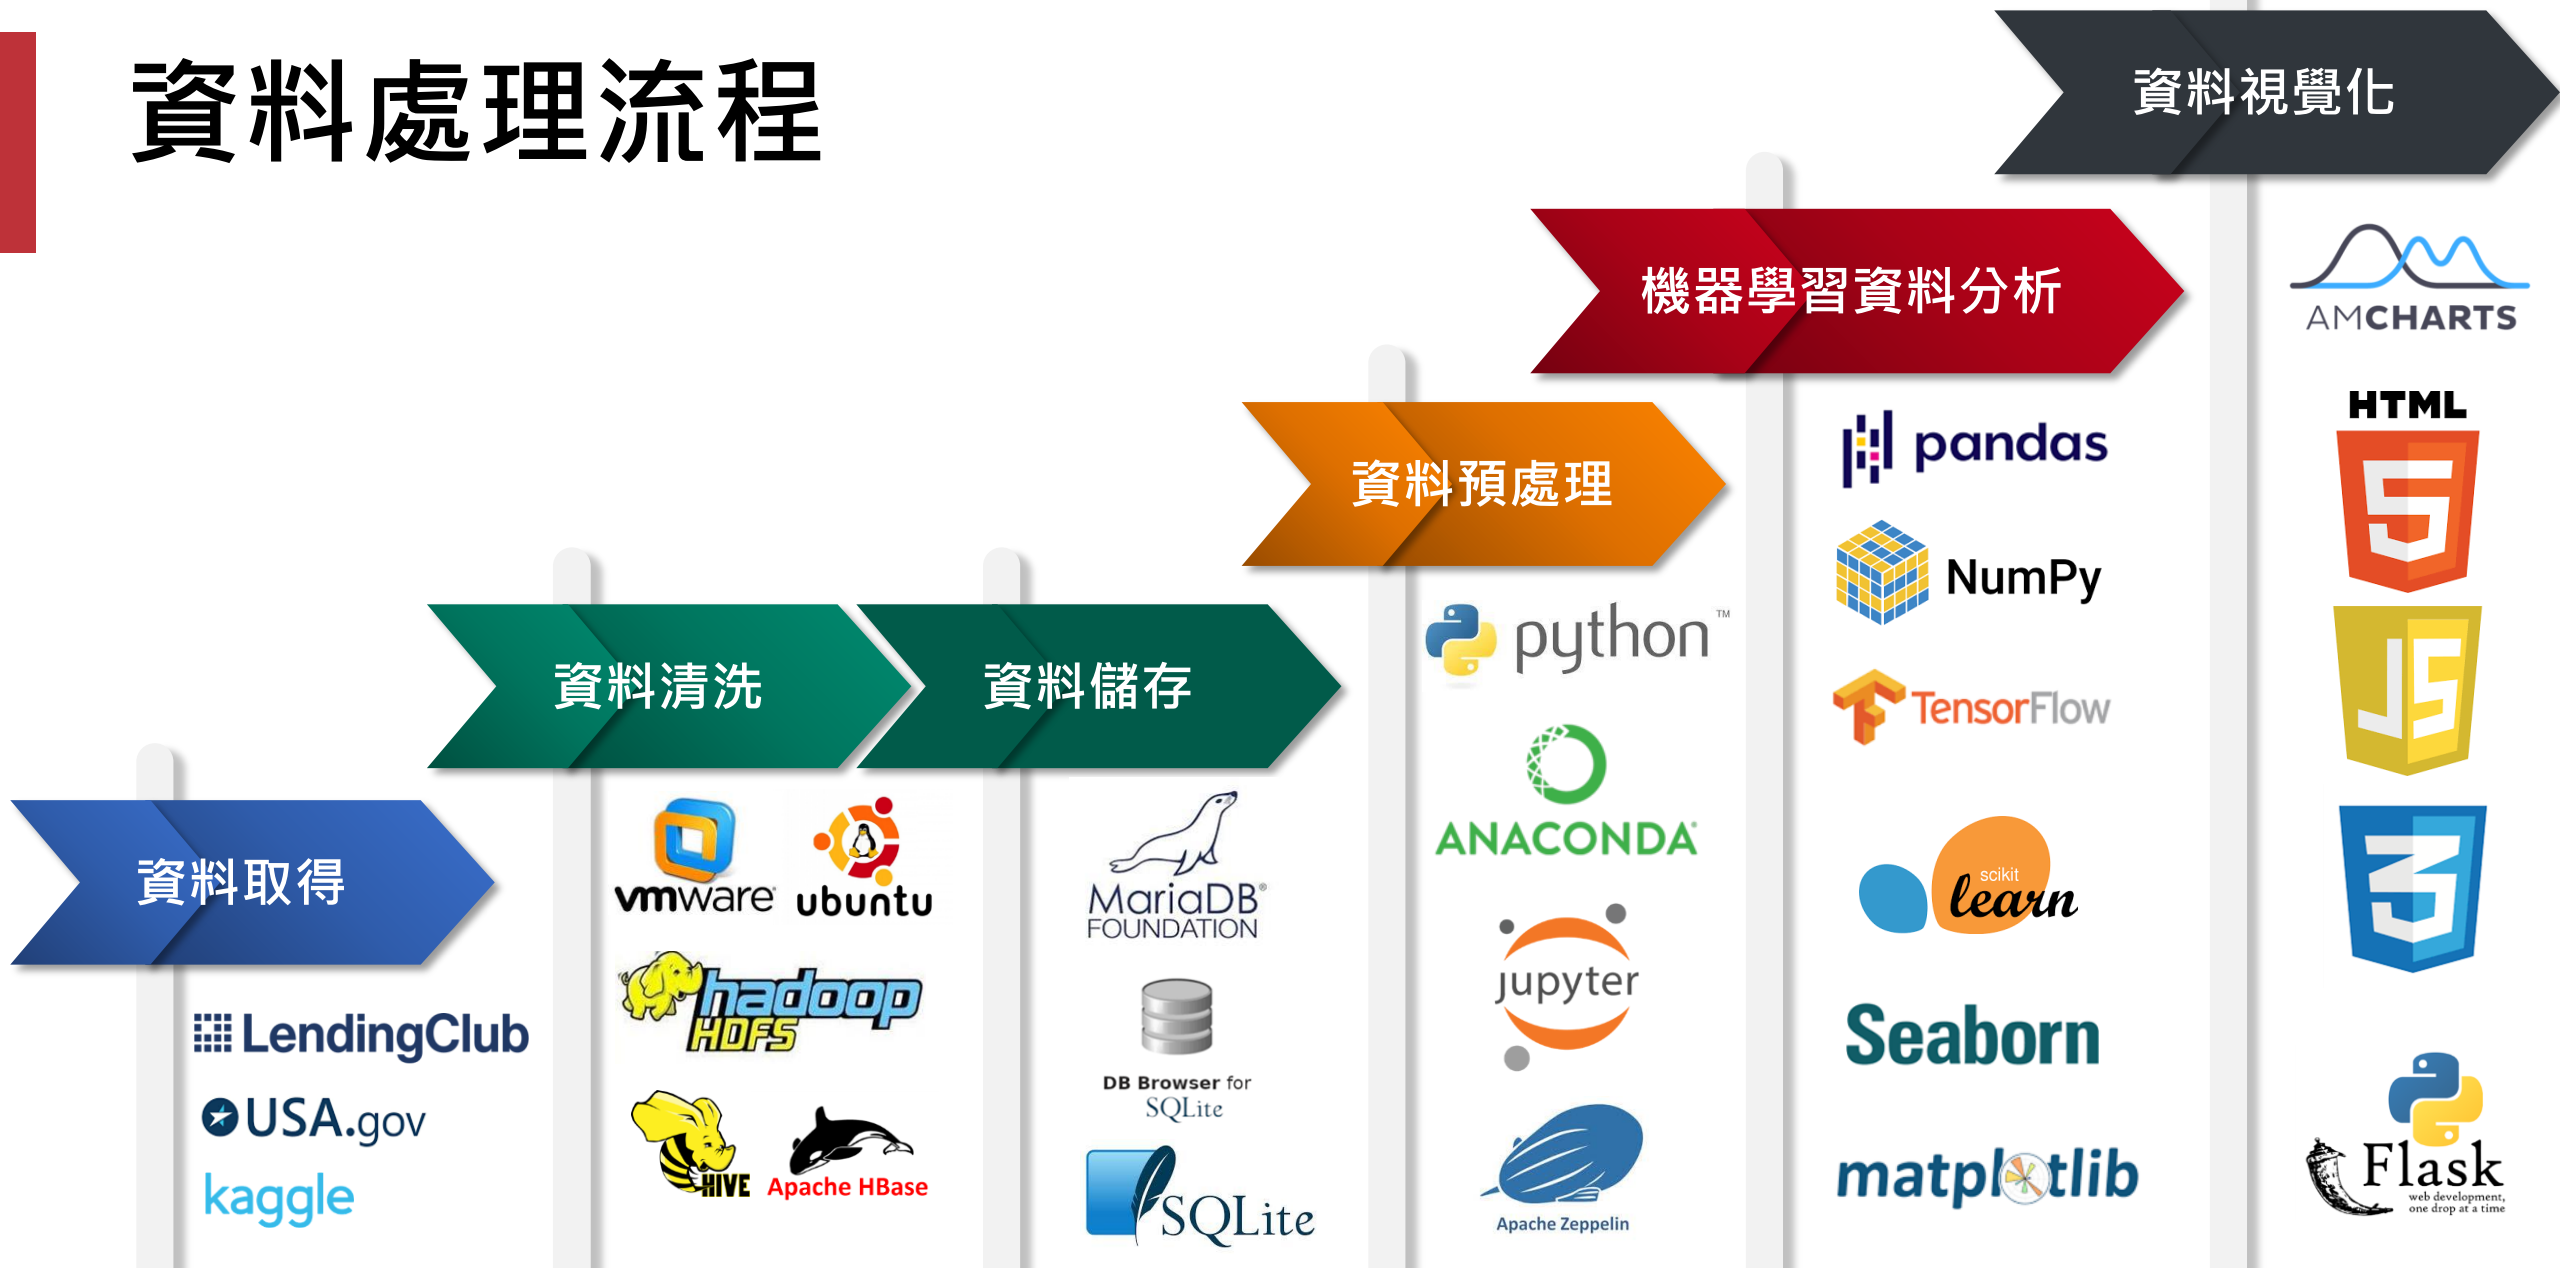 資料處理流程
資料取得
LendingClub
USA.gov
kaggle
資料清洗
vmware
ubuntu
hadoop
HDFS
HIVE
Apache HBase
資料儲存
MariaDB®
FOUNDATION
DB Browser for
SQLite
SQLite
資料預處理
python™
ANACONDA®
jupyter
Apache Zeppelin
機器學習資料分析
pandas
NumPy
TensorFlow
scikit
learn
Seaborn
matplotlib
資料視覺化
AMCHARTS
HTML
5
JS
3
Flask
web development,
one drop at a time